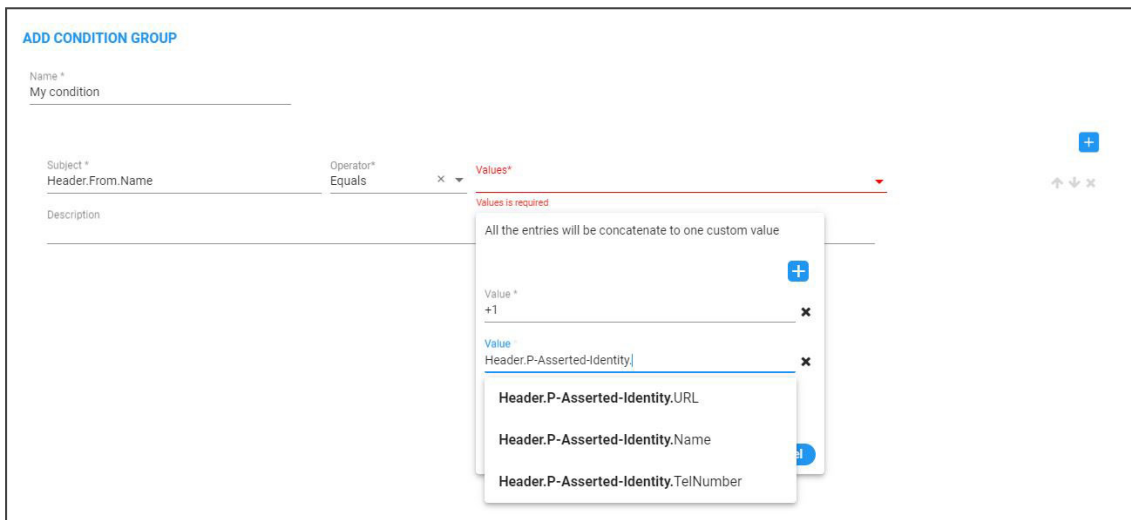 ADD CONDITION GROUP
Name *
My condition
Subject *
Header.From.Name
Operator*
Equals
Values*
Values is required
Description
All the entries will be concatenate to one custom value
Value *
+1
Value
Header.P-Asserted-Identity.
Header.P-Asserted-Identity.URL
Header.P-Asserted-Identity.Name
Header.P-Asserted-Identity.TelNumber